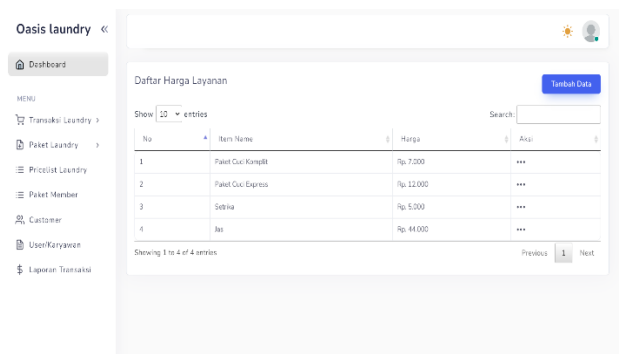 Oasis laundry «
Dashboard
MENU
Transaksi Laundry
Paket Laundry
Pricelist Laundry
Paket Member
Customer
User/Karyawan
Laporan Transaksi
Daftar Harga Layanan
Tambah Data
Show 10 entries
Search:
No Item Name Harga Aksi
1 Paket Cuci Komplit Rp. 7.000 •••
2 Paket Cuci Express Rp. 12.000 •••
3 Setrika Rp. 5.000 •••
4 Jas Rp. 44.000 •••
Showing 1 to 4 of 4 entries
Previous 1 Next